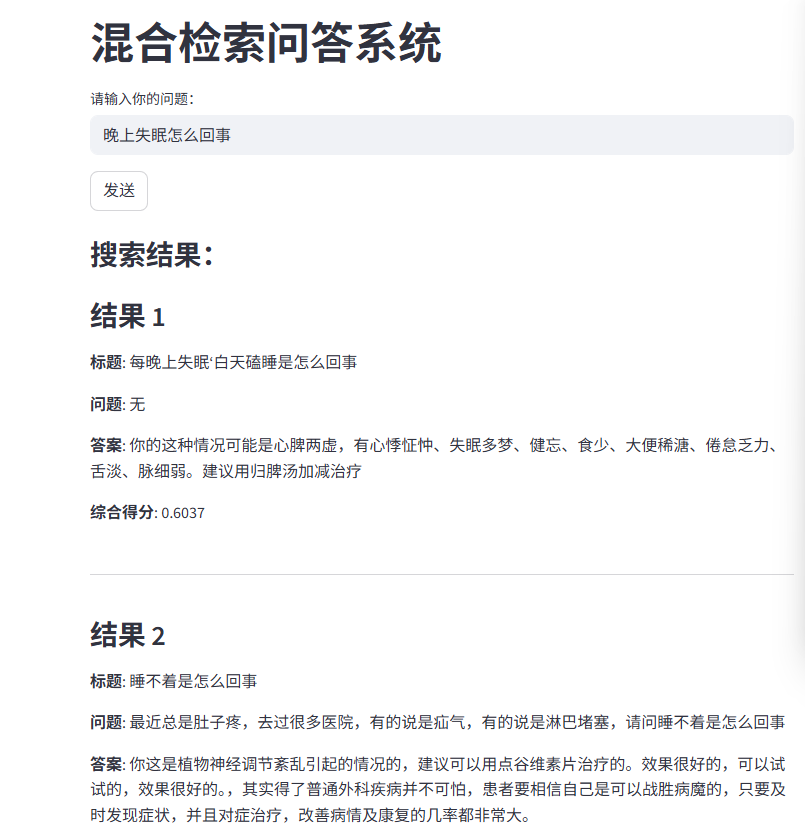 混合检索问答系统
请输入你的问题：
晚上失眠怎么回事
发送
搜索结果：
结果 1
标题: 每晚上失眠‘白天磕睡是怎么回事
问题: 无
答案: 你的这种情况可能是心脾两虚，有心悸怔忡、失眠多梦、健忘、食少、大便稀溏、倦怠乏力、
舌淡、脉细弱。建议用归脾汤加减治疗
综合得分: 0.6037
结果 2
标题: 睡不着是怎么回事
问题: 最近总是肚子疼，去过很多医院，有的说是疝气，有的说是淋巴堵塞，请问睡不着是怎么回事
答案: 你这是植物神经调节紊乱引起的情况的，建议可以用点谷维素片治疗的。效果很好的，可以试
试的，效果很好的。，其实得了普通外科疾病并不可怕，患者要相信自己是可以战胜病魔的，只要及
时发现症状，并且对症治疗，改善病情及康复的几率都非常大。